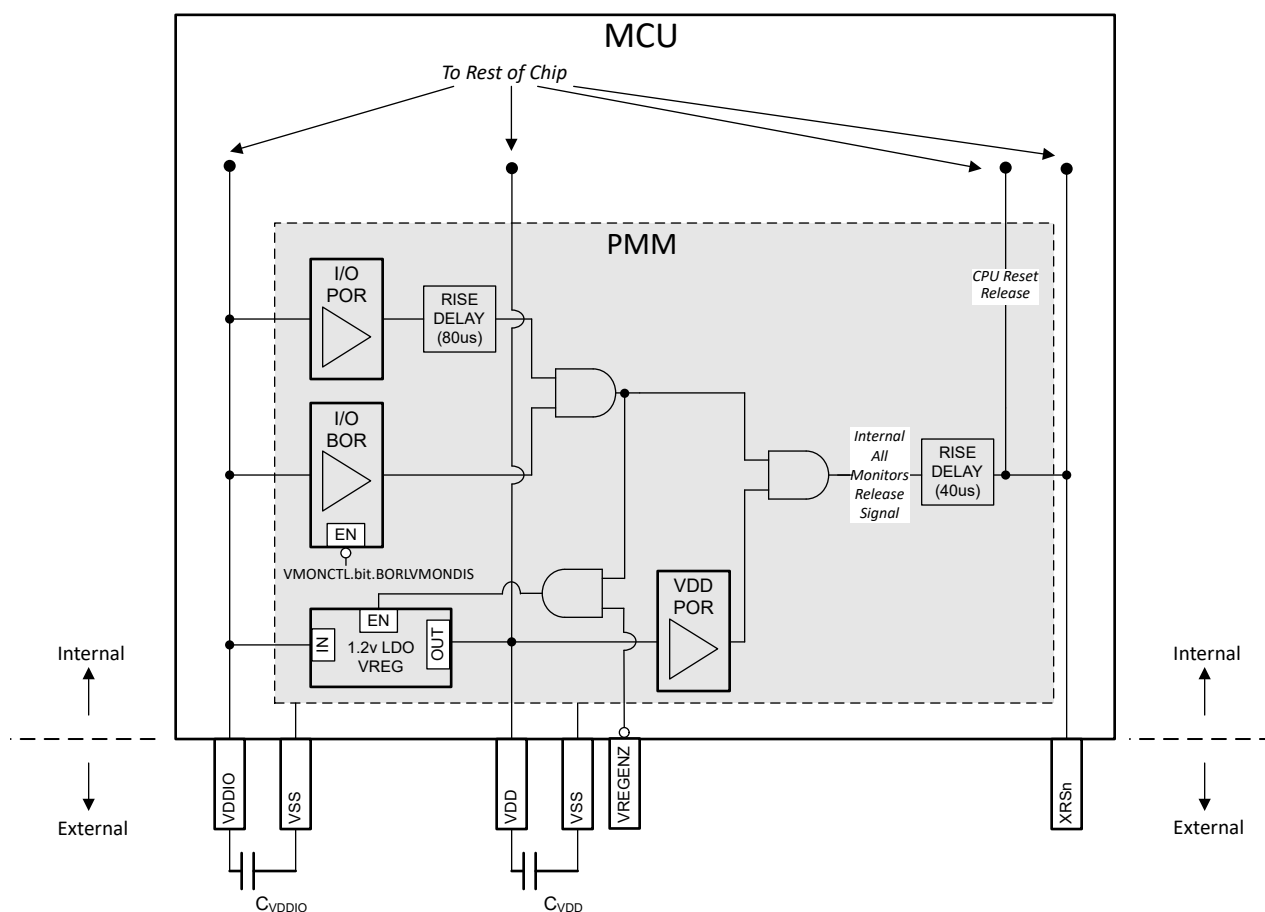 MCU
To Rest of Chip
PMM
I/O
POR
RISE
DELAY
(80us)
CPU Reset
Release
I/O
BOR
EN
VMONCTL.bit.BORLVMONDIS
Internal
All
Monitors
Release
Signal
RISE
DELAY
(40us)
EN
IN
1.2v LDO
VREG
OUT
VDD
POR
Internal
External
Internal
External
VDDIO
VSS
VDD
VSS
VREGENZ
XRSn
CVDDIO
CVDD